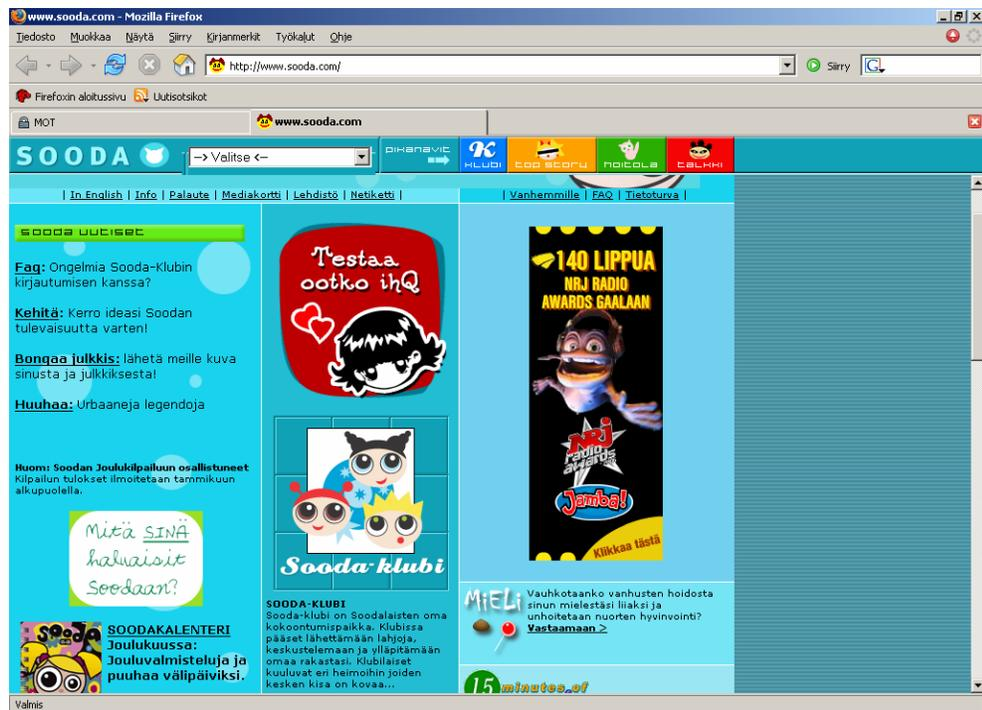 www.sooda.com - Mozilla Firefox
Tiedosto Muokkaa Näytä Siirry Kirjanmerkit Työkalut Ohje
http://www.sooda.com/
Siirry
G
Firefoxin aloitussivu Uutisotsikot
MOT
www.sooda.com
SOODA
--> Valitse <--
pikanavit
K
klubi
top story
hoitola
talkki
| In English | Info | Palaute | Mediakortti | Lehdistö | Netiketti |
| Vanhemmille | FAQ | Tietoturva |
sooda uutiset
Faq: Ongelmia Sooda-Klubin
kirjautumisen kanssa?
Kehitä: Kerro ideasi Soodan
tulevaisuutta varten!
Bongaa julkkis: lähetä meille kuva
sinusta ja julkkiksesta!
Huuhaa: Urbaaneja legendoja
Huom: Soodan Joulukilpailuun osallistuneet
Kilpailun tulokset ilmoitetaan tammikuun
alkupuolella.
Mitä SINÄ
haluaisit
Soodaan?
sooda
SOODAKALENTERI
Joulukuussa:
Jouluvalmisteluja ja
puuhaa välipäiviksi.
Testaa
ootko ihQ
Sooda-klubi
SOODA-KLUBI
Sooda-klubi on Soodalaisten oma
kokoontumispaikka. Klubissa
pääset lähettämään lahjoja,
keskustelemaan ja ylläpitämään
omaa rakastasi. Klubilaiset
kuuluvat eri heimoihin joiden
kesken kisa on kovaa...
140 LIPPUA
NRJ RADIO
AWARDS GAALAAN
NRJ
radio
awards
Jamba!
Klikkaa tästä
MiELi
Vauhkotaanko vanhusten hoidosta
sinun mielestäsi liiaksi ja
unhoitetaan nuorten hyvinvointi?
Vastaamaan >
15 minutes of
Valmis